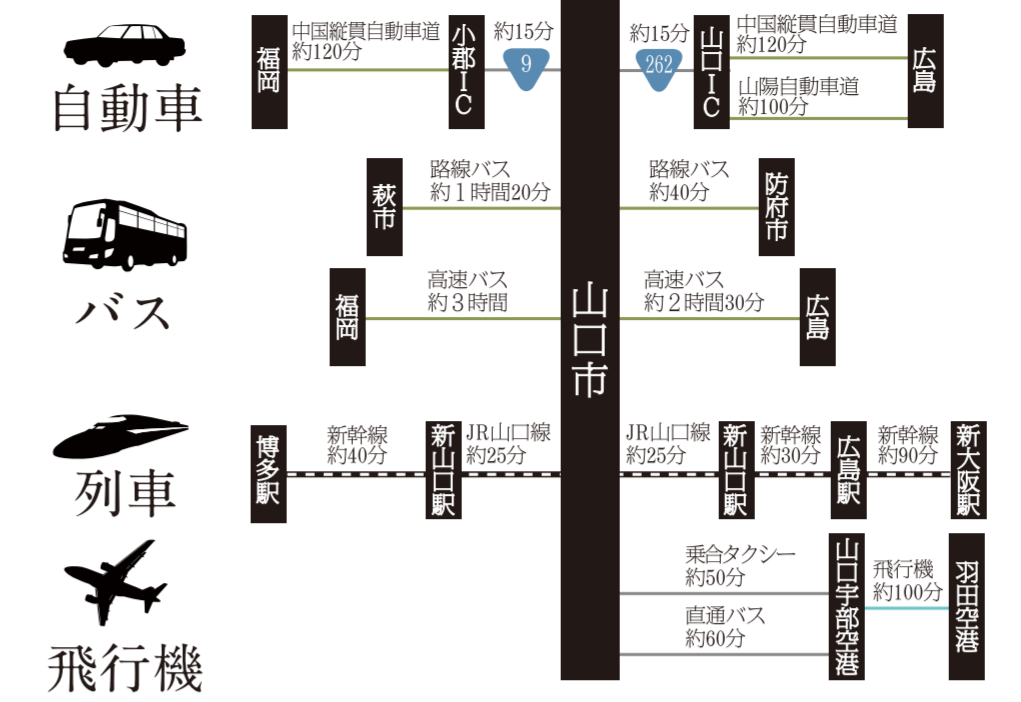 自動車
福岡
中国縦貫自動車道
約120分
小郡IC
約15分
9
約15分
262
山口IC
中国縦貫自動車道
約120分
山陽自動車道
約100分
広島
バス
萩市
路線バス
約1時間20分
路線バス
約40分
防府市
福岡
高速バス
約3時間
高速バス
約2時間30分
広島
山口市
列車
博多駅
新幹線
約40分
新山口駅
JR山口線
約25分
JR山口線
約25分
新山口駅
新幹線
約30分
広島駅
新幹線
約90分
新大阪駅
飛行機
乗合タクシー
約50分
直通バス
約60分
山口宇部空港
飛行機
約100分
羽田空港